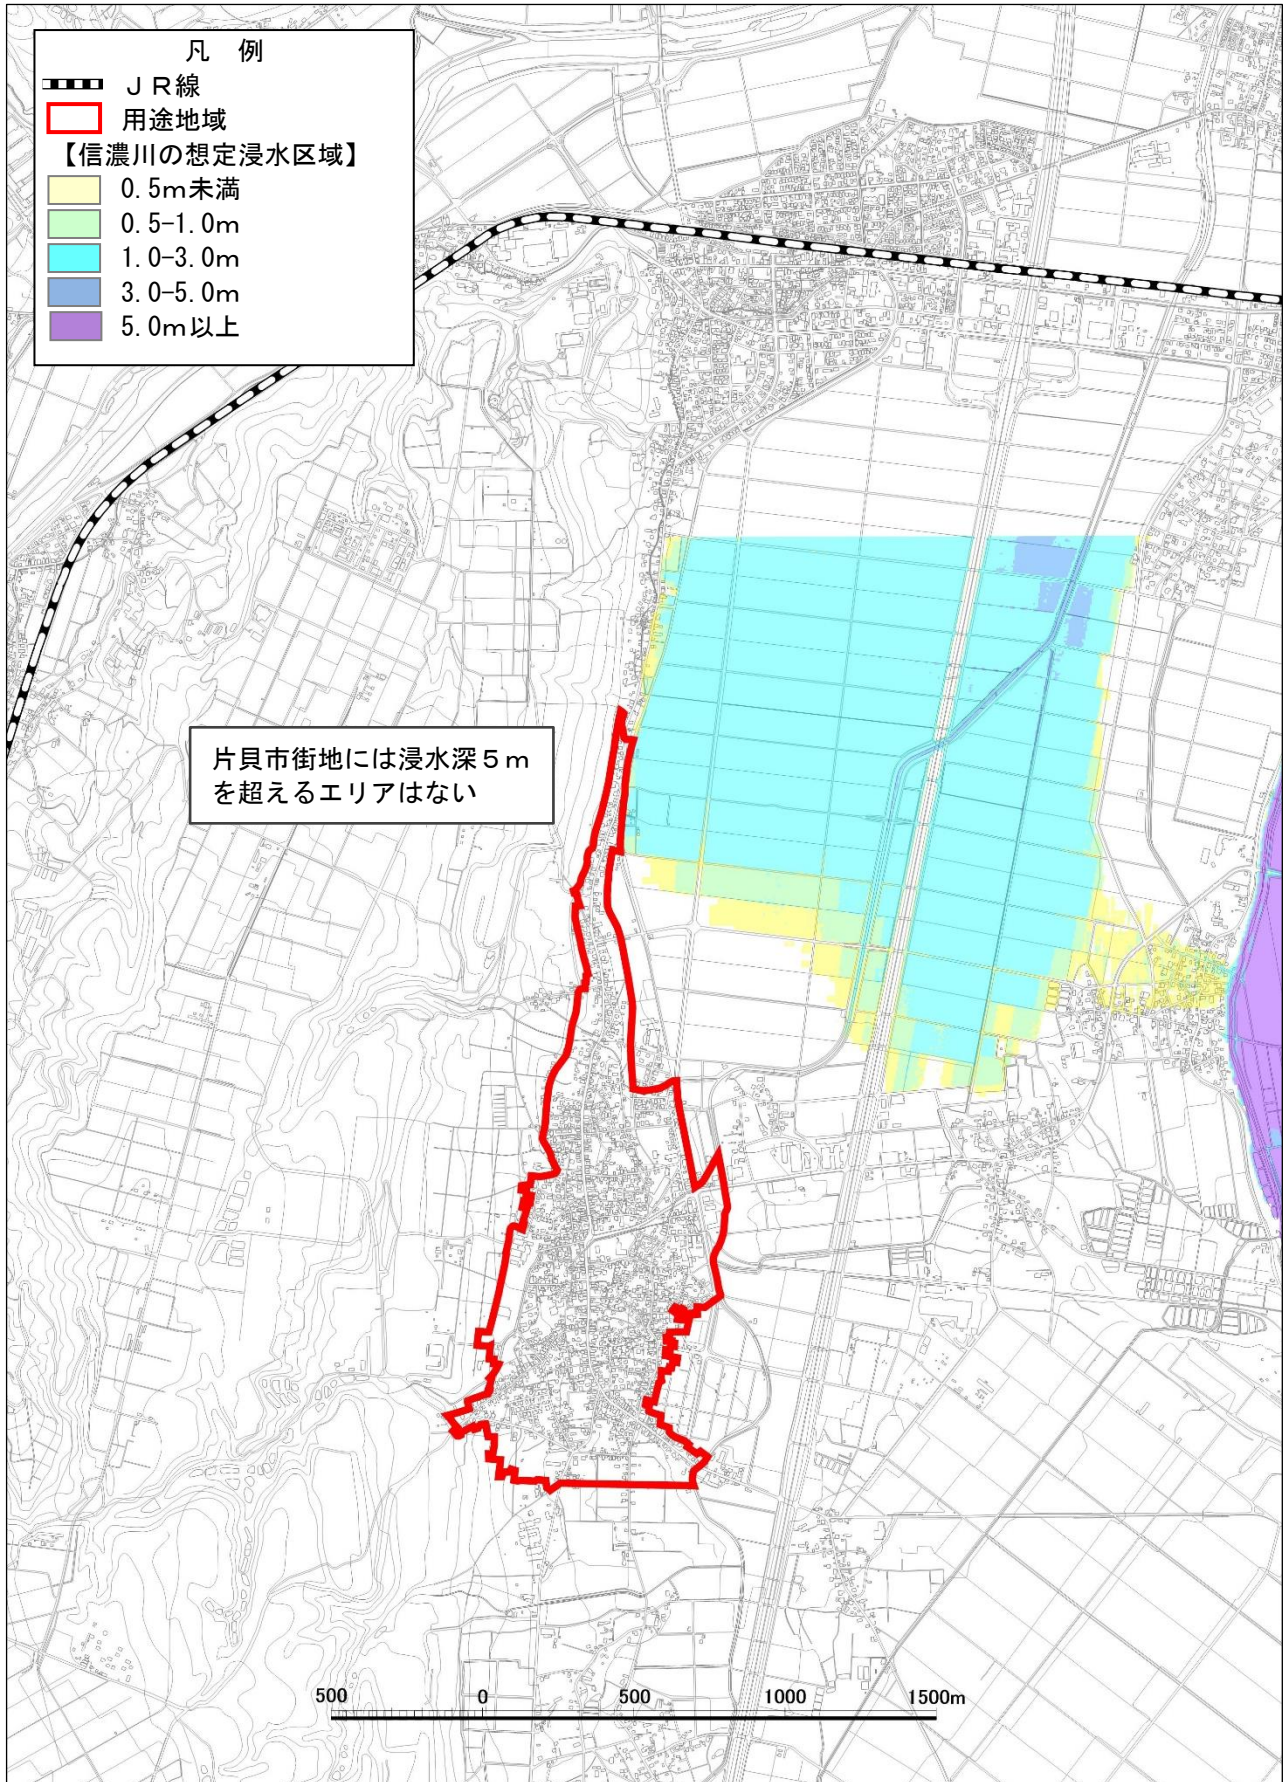 凡　例
ＪＲ線
用途地域
【信濃川の想定浸水区域】
0.5m未満
0.5-1.0m
1.0-3.0m
3.0-5.0m
5.0m以上
片貝市街地には浸水深５ｍ
を超えるエリアはない
500 0 500 1000 1500m